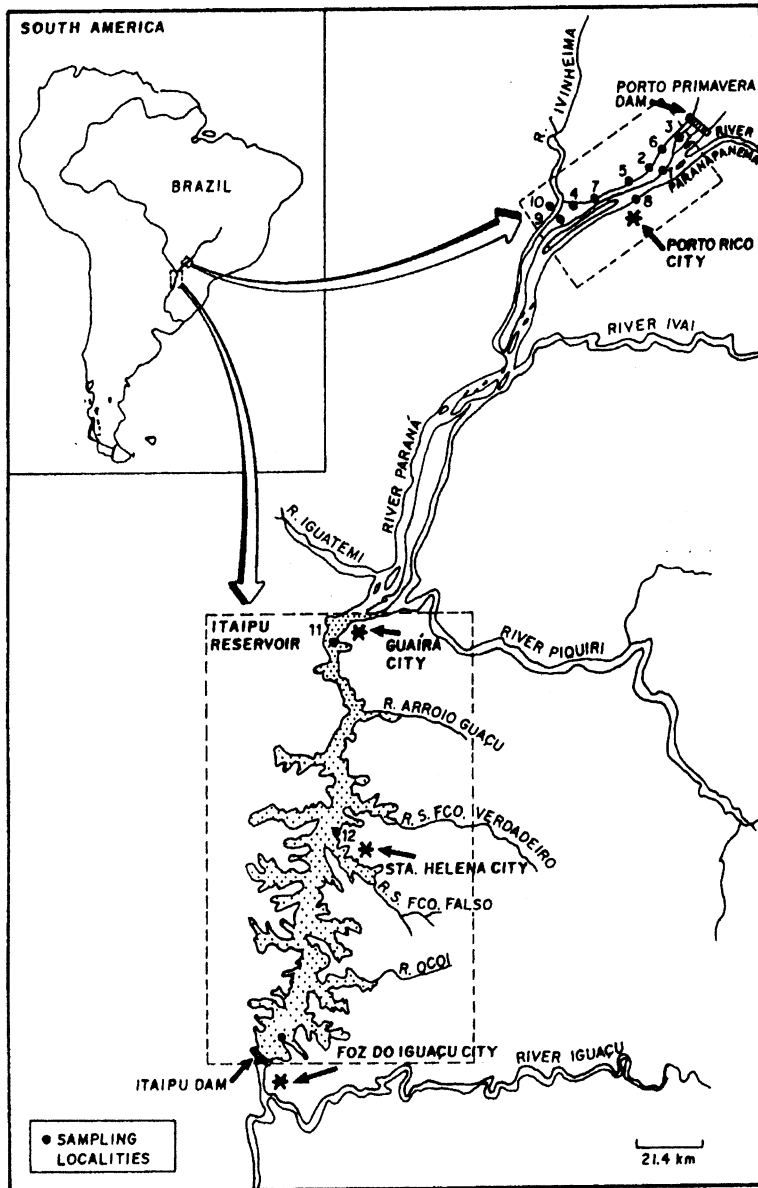 SOUTH AMERICA
BRAZIL
R. IVINHEIMA
PORTO PRIMAVERA
DAM
3
RIVER
PARANAPANEMA
6
2
1
5
7
4
10
9
8
PORTO RICO
CITY
RIVER IVAI
RIVER PARANÁ
R. IGUATEMI
ITAIPU
RESERVOIR
11
GUAÍRA
CITY
RIVER PIQUIRI
R. ARROIO GUAÇU
R. S. FCO. VERDADEIRO
12
STA. HELENA CITY
R. S. FCO. FALSO
R. OCOI
FOZ DO IGUAÇU CITY
RIVER IGUAÇU
ITAIPU DAM
SAMPLING
LOCALITIES
21.4 km